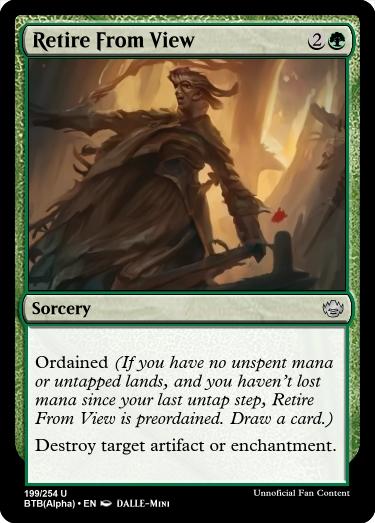 Retire From View 2
Sorcery
Ordained (If you have no unspent mana
or untapped lands, and you haven't lost
mana since your last untap step, Retire
From View is preordained. Draw a card.)
Destroy target artifact or enchantment.
199/254 U
Unofficial Fan Content
BTB(Alpha) • EN DALLE-Mini